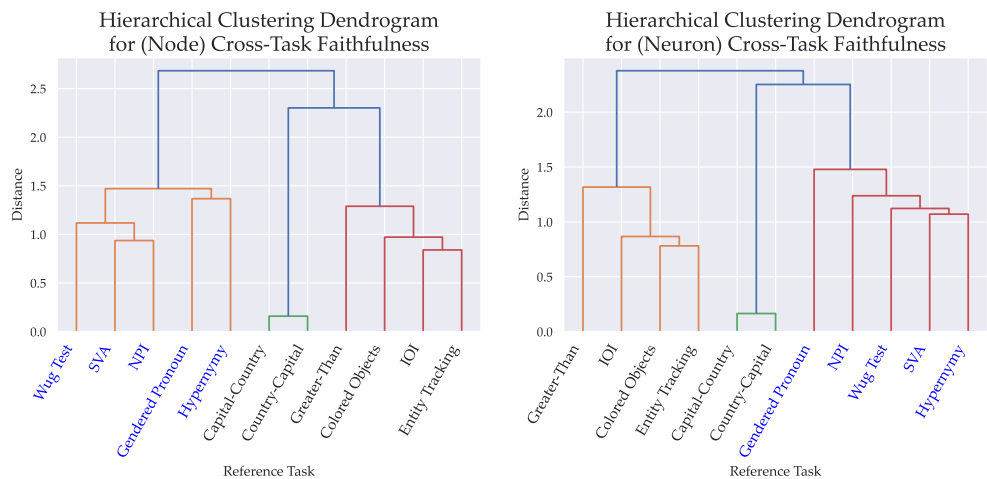 Hierarchical Clustering Dendrogram
for (Node) Cross-Task Faithfulness
Distance
2.5
2.0
1.5
1.0
0.5
0.0
Wug Test
SVA
NPI
Gendered Pronoun
Hypernymy
Capital-Country
Country-Capital
Greater-Than
Colored Objects
IOI
Entity Tracking
Reference Task
Hierarchical Clustering Dendrogram
for (Neuron) Cross-Task Faithfulness
Distance
2.0
1.5
1.0
0.5
0.0
Greater-Than
IOI
Colored Objects
Entity Tracking
Capital-Country
Country-Capital
Gendered Pronoun
NPI
Wug Test
SVA
Hypernymy
Reference Task